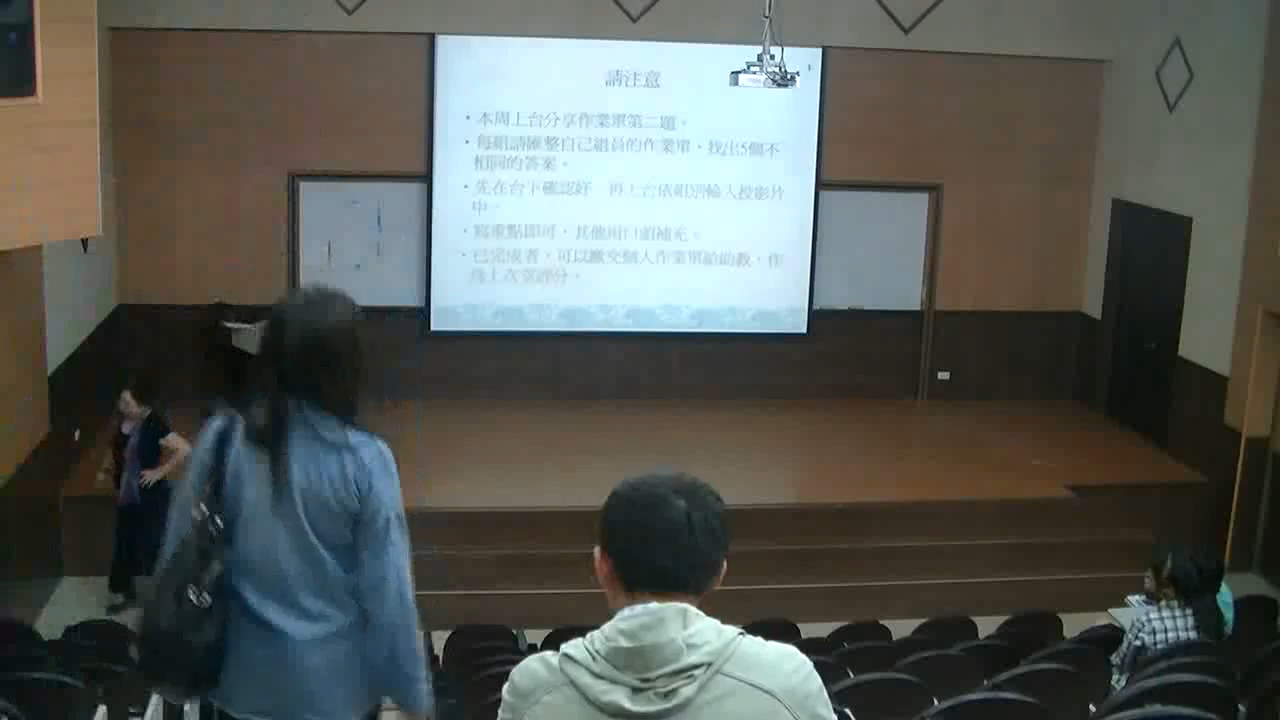 請注意
• 本周上台分享作業單第二題。
• 每組請匯整自己組員的作業單，找出5個不
相同的答案。
• 先在台下確認好，再上台依組別輸入投影片
中。
• 寫重點即可，其他用口頭補充。
• 已完成者，可以繳交個人作業單給助教，作
為上次課評分。